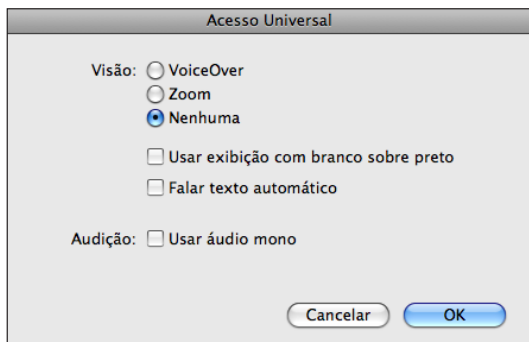 Acesso Universal
Visão: VoiceOver
Zoom
Nenhuma
Usar exibição com branco sobre preto
Falar texto automático
Audição: Usar áudio mono
Cancelar OK